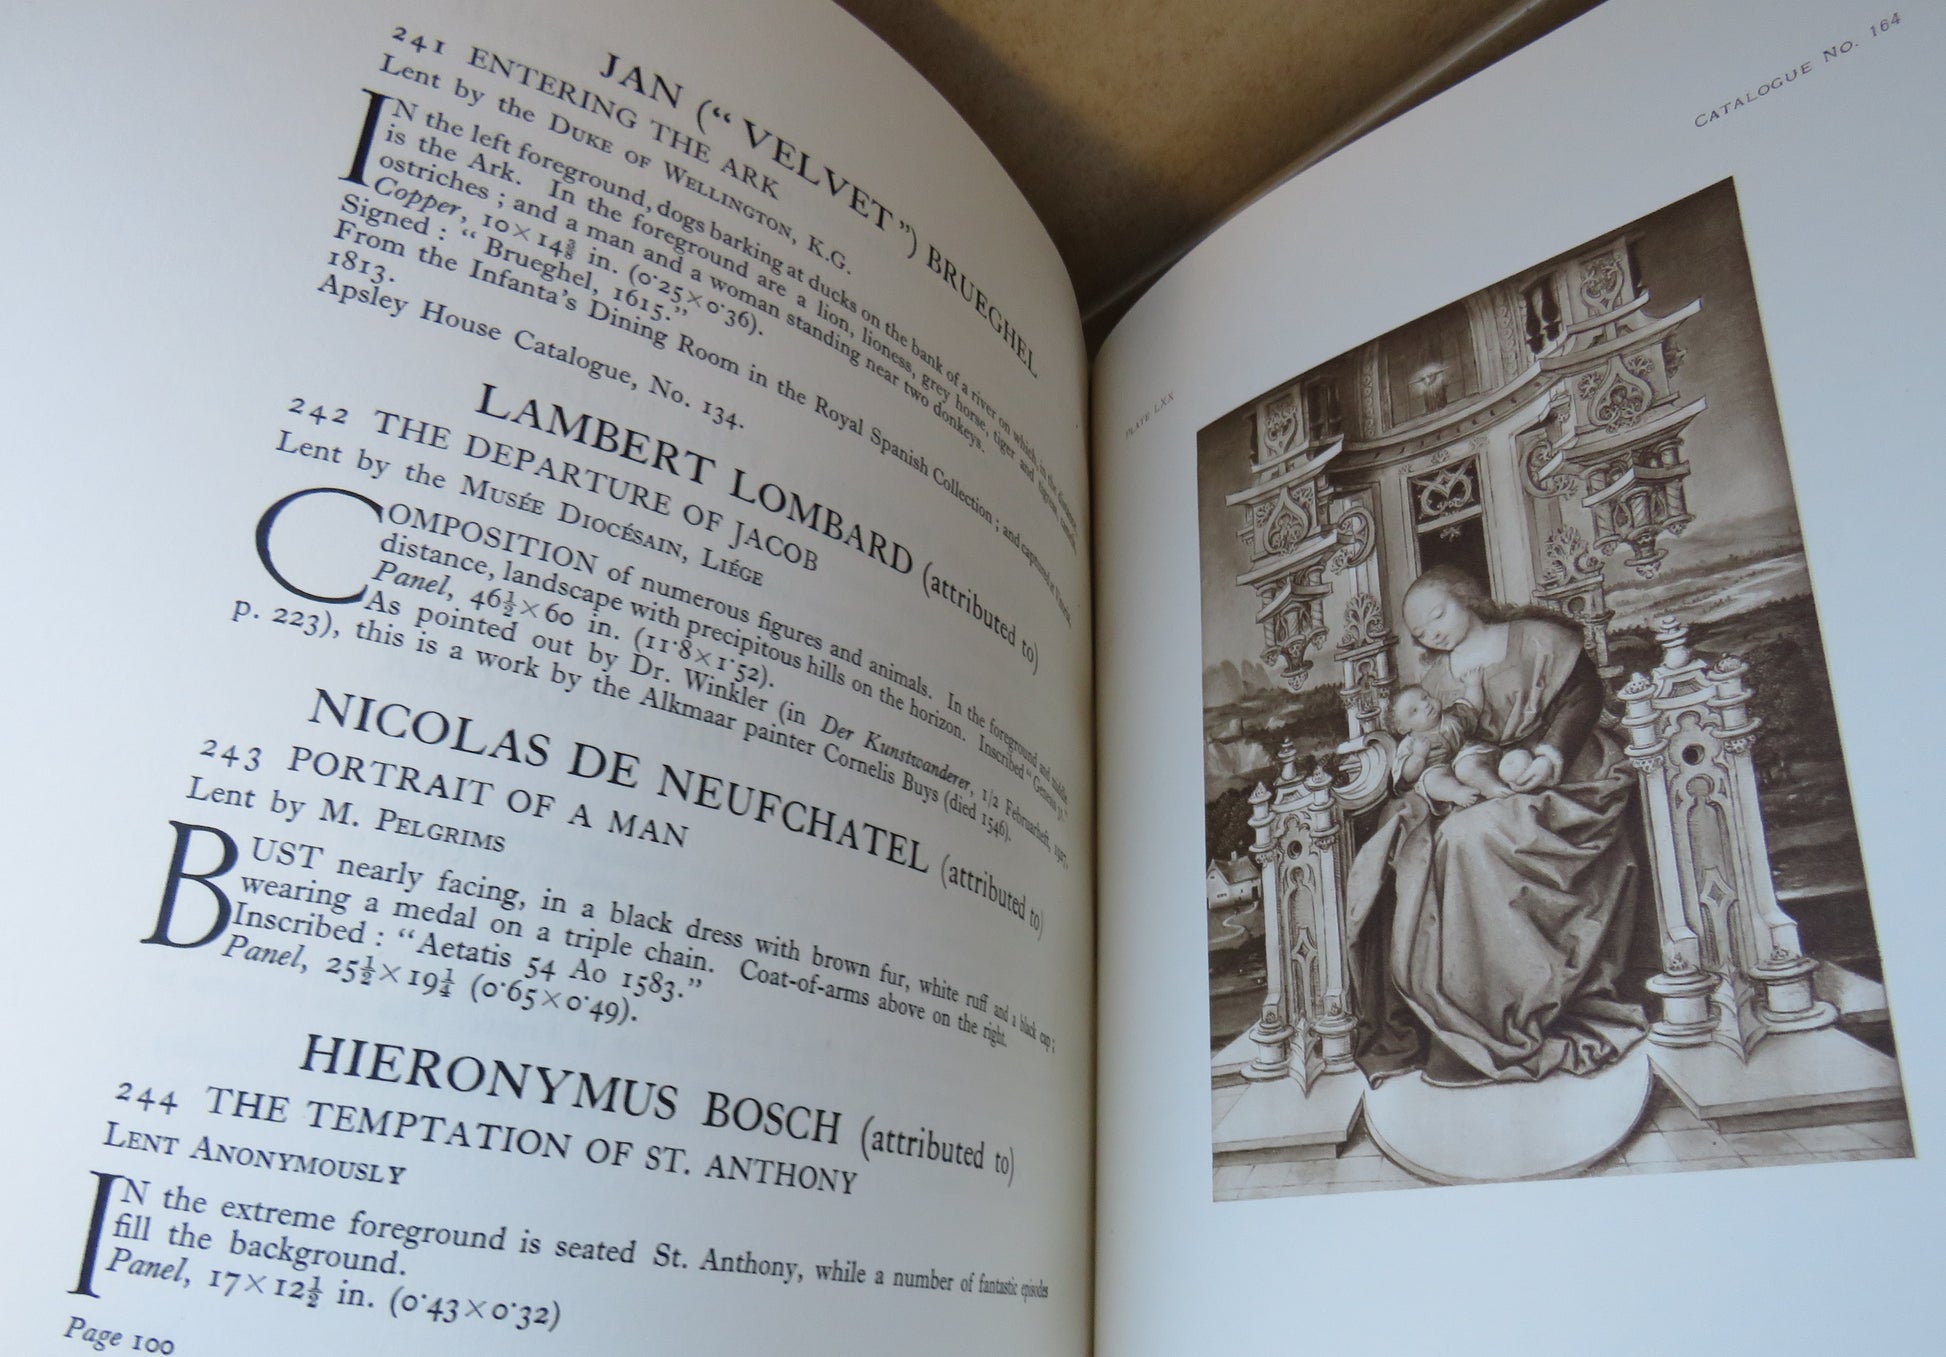 JAN (“ VELVET ”) BRUEGHEL
241 ENTERING THE ARK
Lent by the DUKE OF WELLINGTON, K.G.
IN the left foreground, dogs barking at ducks on the bank of a river on which, in the distance
is the Ark. In the foreground are a lion, lioness, grey horse, tiger and
ostriches ; and a man and a woman standing near two donkeys.
Copper, 10×14⅜ in. (0·25×0·36).
Signed : “ Brueghel, 1615.”
From the Infanta’s Dining Room in the Royal Spanish Collection ; and captured at
1813.
Apsley House Catalogue, No. 134.
LAMBERT LOMBARD (attributed to)
242 THE DEPARTURE OF JACOB
Lent by the MUSÉE DIOCÉSAIN, LIÉGE
COMPOSITION of numerous figures and animals. In the foreground and middle
distance, landscape with precipitous hills on the horizon. Inscribed “ Genesis 31.”
Panel, 46½×60 in. (11·8×1·52).
As pointed out by Dr. Winkler (in Der Kunstwanderer, 1/2 Februarheft, 1927,
p. 223), this is a work by the Alkmaar painter Cornelis Buys (died 1546).
NICOLAS DE NEUFCHATEL (attributed to)
243 PORTRAIT OF A MAN
Lent by M. PELGRIMS
BUST nearly facing, in a black dress with brown fur, white ruff and a black cap ;
wearing a medal on a triple chain. Coat-of-arms above on the right.
Inscribed : “Aetatis 54 Ao 1583.”
Panel, 25½×19¼ (0·65×0·49).
HIERONYMUS BOSCH (attributed to)
244 THE TEMPTATION OF ST. ANTHONY
LENT ANONYMOUSLY
IN the extreme foreground is seated St. Anthony, while a number of fantastic episodes
fill the background.
Panel, 17×12½ in. (0·43×0·32)
Page 100
PLATE LXX
CATALOGUE No. 164